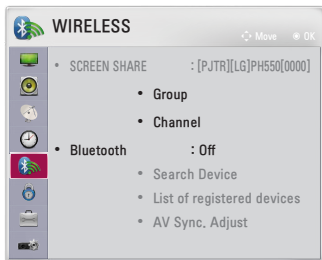 WIRELESS
Move OK
• SCREEN SHARE : [PJTR][LG]PH550[0000]
• Group
• Channel
• Bluetooth : Off
• Search Device
• List of registered devices
• AV Sync. Adjust